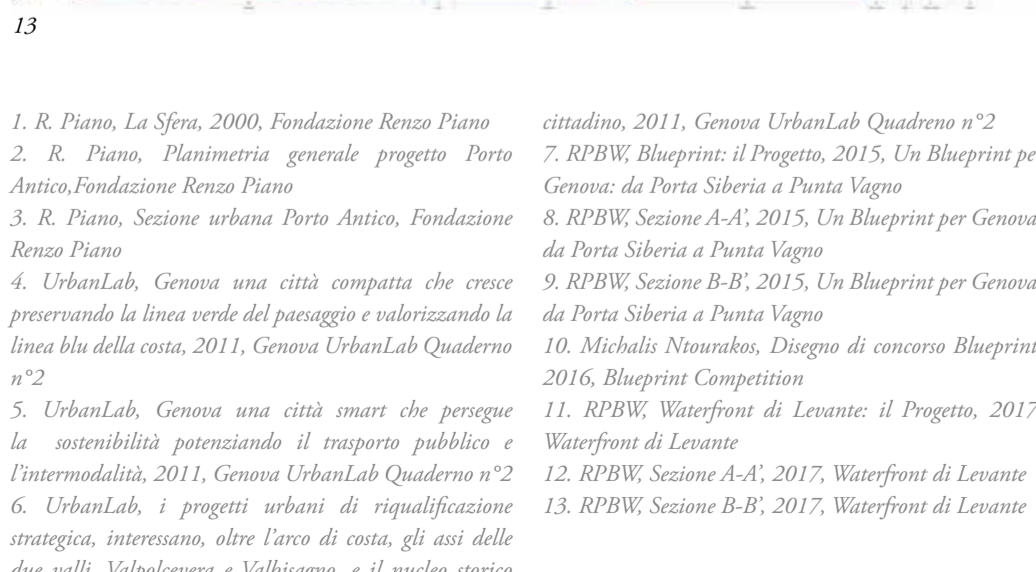 13
1. R. Piano, La Sfera, 2000, Fondazione Renzo Piano
2. R. Piano, Planimetria generale progetto Porto
Antico,Fondazione Renzo Piano
3. R. Piano, Sezione urbana Porto Antico, Fondazione
Renzo Piano
4. UrbanLab, Genova una città compatta che cresce
preservando la linea verde del paesaggio e valorizzando la
linea blu della costa, 2011, Genova UrbanLab Quaderno
n°2
5. UrbanLab, Genova una città smart che persegue
la sostenibilità potenziando il trasporto pubblico e
l'intermodalità, 2011, Genova UrbanLab Quaderno n°2
6. UrbanLab, i progetti urbani di riqualificazione
strategica, interessano, oltre l'arco di costa, gli assi delle
due valli, Valpolcevera e Valbisagno, e il nucleo storico
cittadino, 2011, Genova UrbanLab Quadreno n°2
7. RPBW, Blueprint: il Progetto, 2015, Un Blueprint pe
Genova: da Porta Siberia a Punta Vagno
8. RPBW, Sezione A-A', 2015, Un Blueprint per Genova
da Porta Siberia a Punta Vagno
9. RPBW, Sezione B-B', 2015, Un Blueprint per Genova
da Porta Siberia a Punta Vagno
10. Michalis Ntourakos, Disegno di concorso Blueprint
2016, Blueprint Competition
11. RPBW, Waterfront di Levante: il Progetto, 2017
Waterfront di Levante
12. RPBW, Sezione A-A', 2017, Waterfront di Levante
13. RPBW, Sezione B-B', 2017, Waterfront di Levante